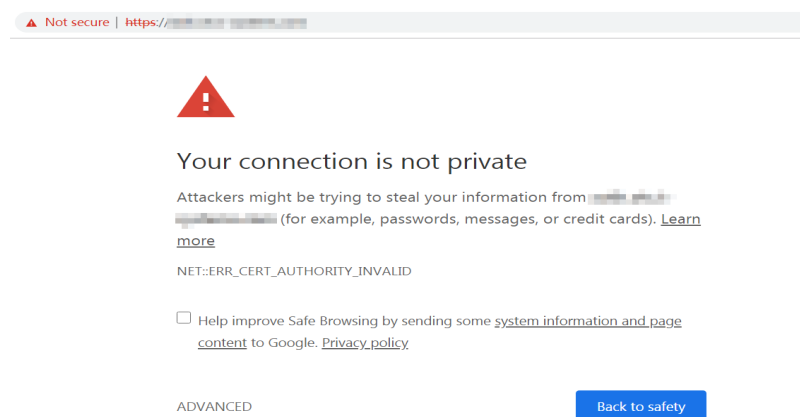 Not secure | https://
Your connection is not private
Attackers might be trying to steal your information from
(for example, passwords, messages, or credit cards). Learn
more
NET::ERR_CERT_AUTHORITY_INVALID
Help improve Safe Browsing by sending some system information and page
content to Google. Privacy policy
ADVANCED
Back to safety